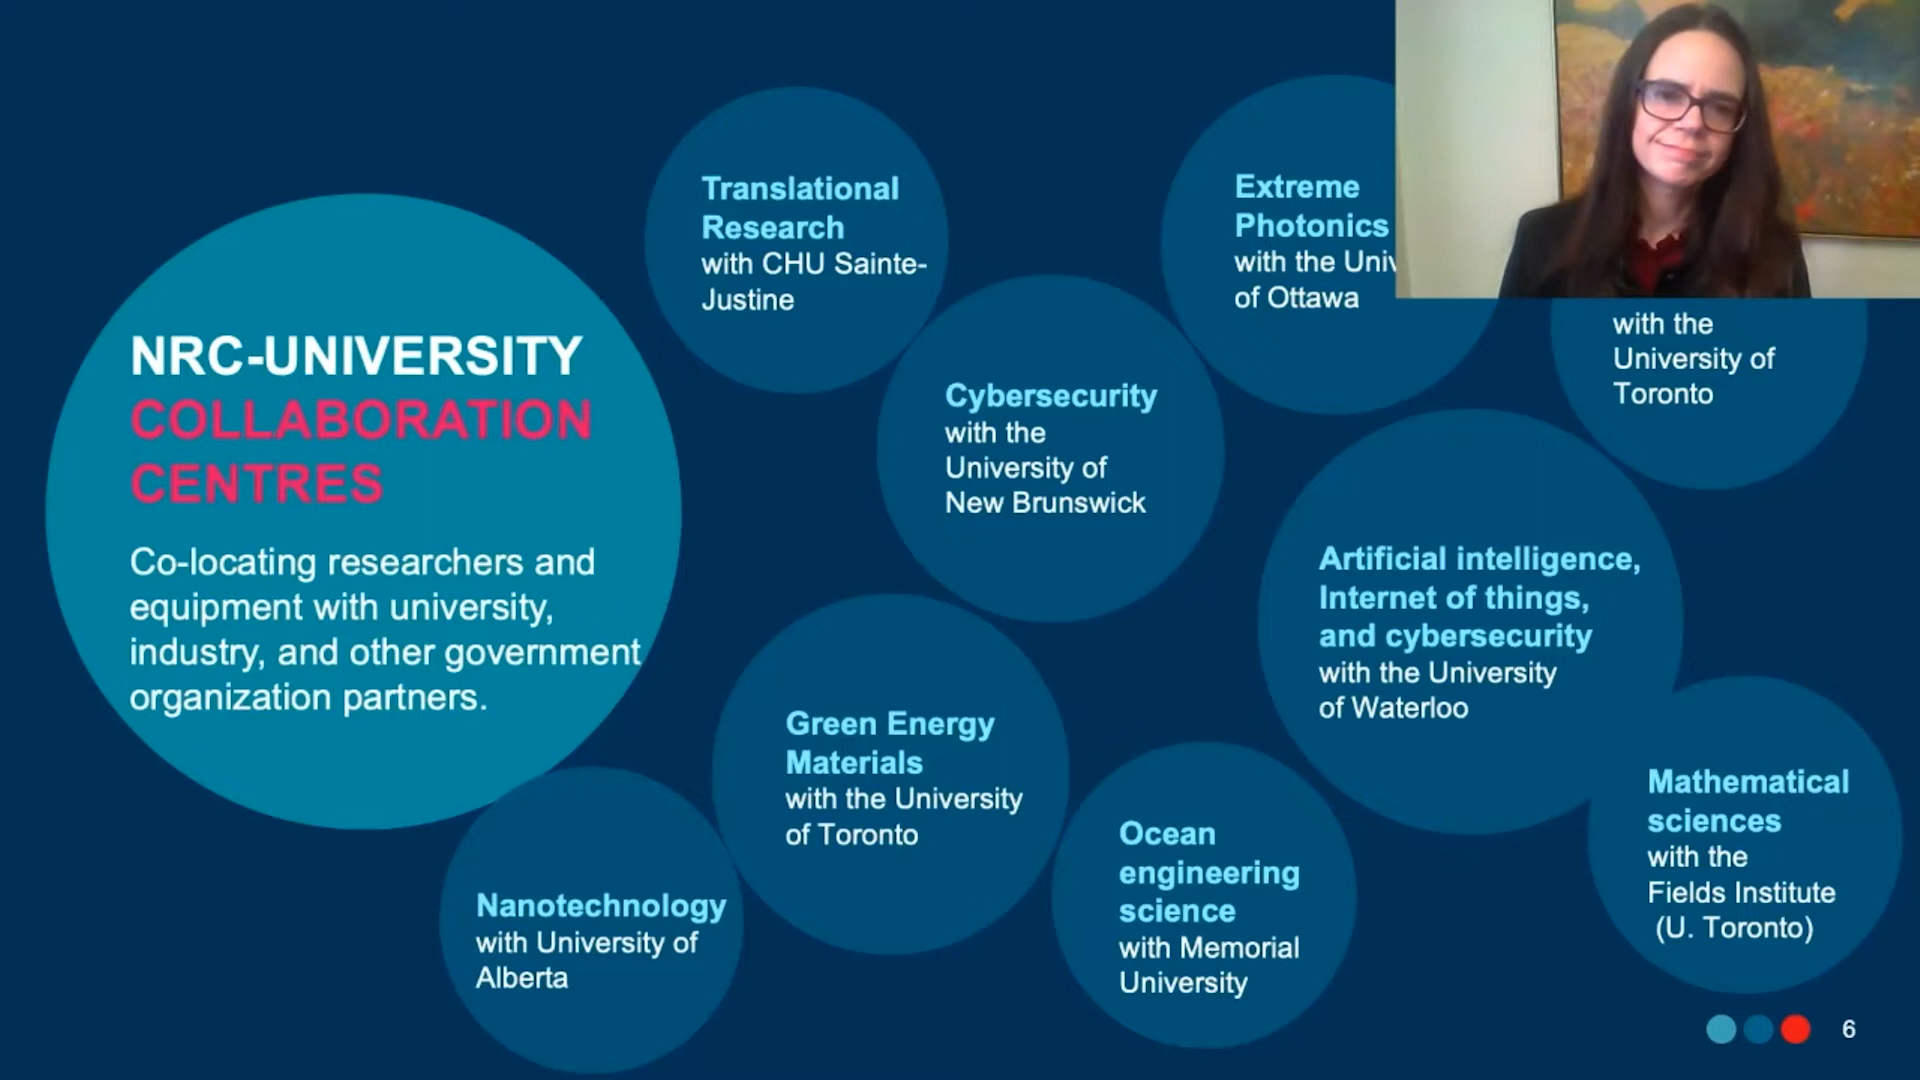 NRC-UNIVERSITY
COLLABORATION
CENTRES
Co-locating researchers and
equipment with university,
industry, and other government
organization partners.
Translational
Research
with CHU Sainte-
Justine
Extreme
Photonics
with the Univ
of Ottawa
with the
University of
Toronto
Cybersecurity
with the
University of
New Brunswick
Artificial intelligence,
Internet of things,
and cybersecurity
with the University
of Waterloo
Green Energy
Materials
with the University
of Toronto
Mathematical
sciences
with the
Fields Institute
(U. Toronto)
Ocean
engineering
science
with Memorial
University
Nanotechnology
with University of
Alberta
6